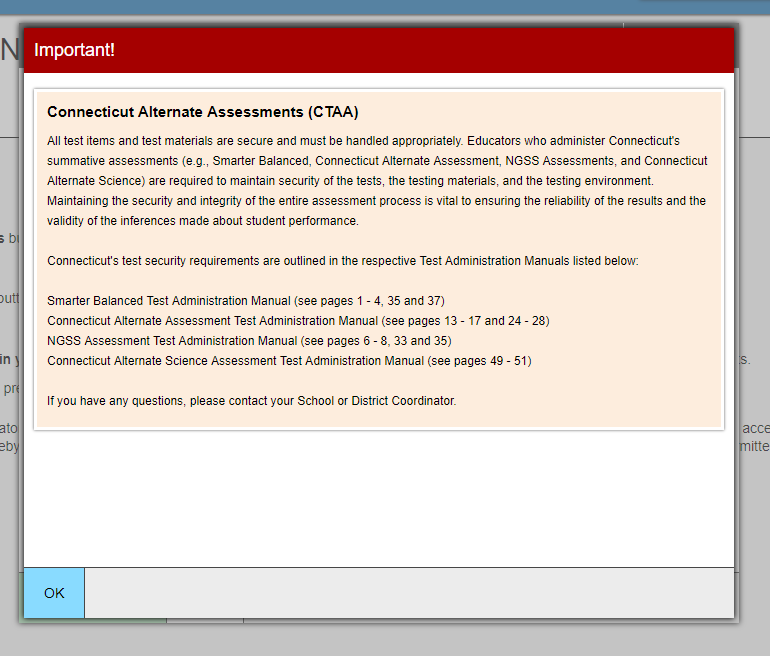 N
Important!
Connecticut Alternate Assessments (CTAA)
All test items and test materials are secure and must be handled appropriately. Educators who administer Connecticut's
summative assessments (e.g., Smarter Balanced, Connecticut Alternate Assessment, NGSS Assessments, and Connecticut
Alternate Science) are required to maintain security of the tests, the testing materials, and the testing environment.
Maintaining the security and integrity of the entire assessment process is vital to ensuring the reliability of the results and the
validity of the inferences made about student performance.
Connecticut's test security requirements are outlined in the respective Test Administration Manuals listed below:
Smarter Balanced Test Administration Manual (see pages 1 - 4, 35 and 37)
Connecticut Alternate Assessment Test Administration Manual (see pages 13 - 17 and 24 - 28)
NGSS Assessment Test Administration Manual (see pages 6 - 8, 33 and 35)
Connecticut Alternate Science Assessment Test Administration Manual (see pages 49 - 51)
If you have any questions, please contact your School or District Coordinator.
OK